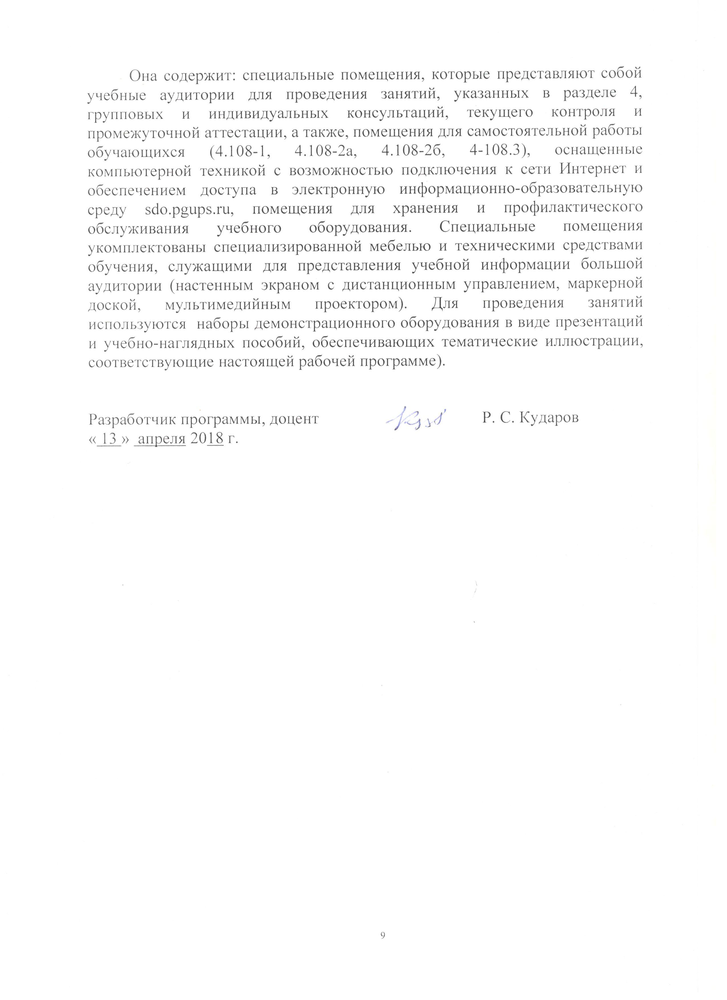 Она содержит: специальные помещения, которые представляют собой
учебные аудитории для проведения занятий, указанных в разделе 4,
групповых и индивидуальных консультаций, текущего контроля и
промежуточной аттестации, а также, помещения для самостоятельной работы
обучающихся (4.108-1, 4.108-2а, 4.108-2б, 4-108.3), оснащенные
компьютерной техникой с возможностью подключения к сети Интернет и
обеспечением доступа в электронную информационно-образовательную
среду sdo.pgups.ru, помещения для хранения и профилактического
обслуживания учебного оборудования. Специальные помещения
укомплектованы специализированной мебелью и техническими средствами
обучения, служащими для представления учебной информации большой
аудитории (настенным экраном с дистанционным управлением, маркерной
доской, мультимедийным проектором). Для проведения занятий
используются наборы демонстрационного оборудования в виде презентаций
и учебно-наглядных пособий, обеспечивающих тематические иллюстрации,
соответствующие настоящей рабочей программе).
Разработчик программы, доцент Р. С. Кударов
« 13 » апреля 2018 г.
9